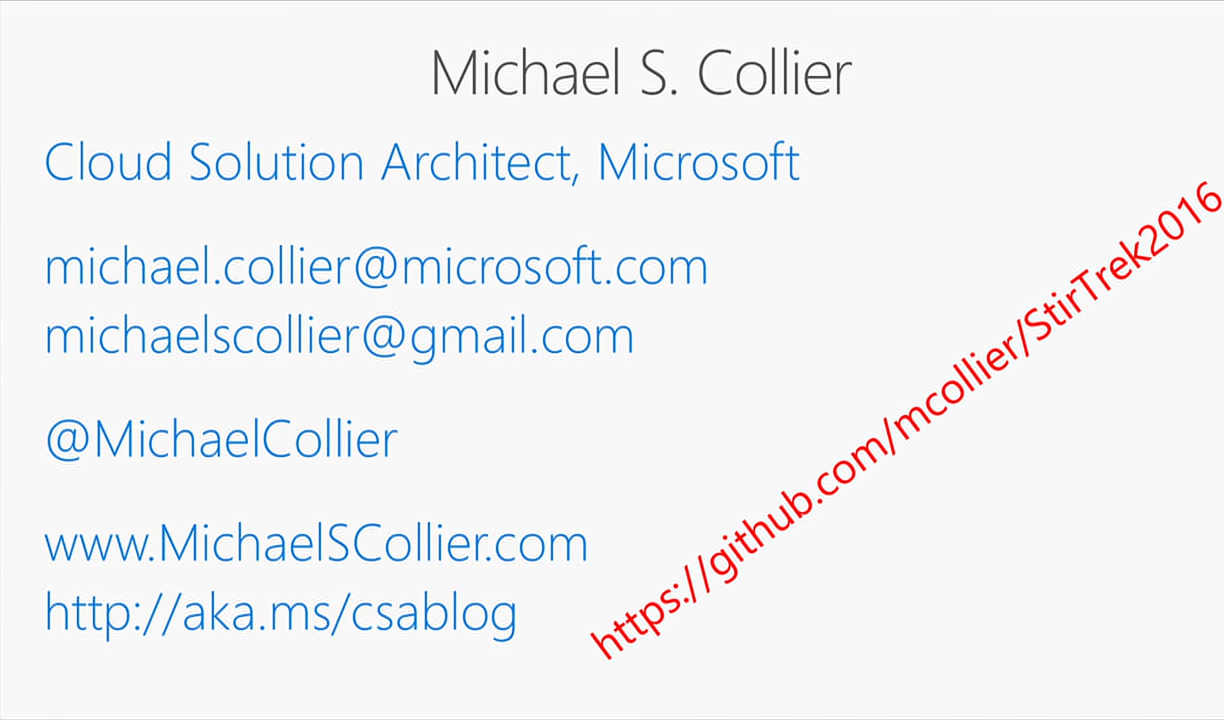 Michael S. Collier
Cloud Solution Architect, Microsoft
michael.collier@microsoft.com
michaelscollier@gmail.com
@MichaelCollier
www.MichaelSCollier.com
http://aka.ms/csablog
https://github.com/mcollier/StirTrek2016